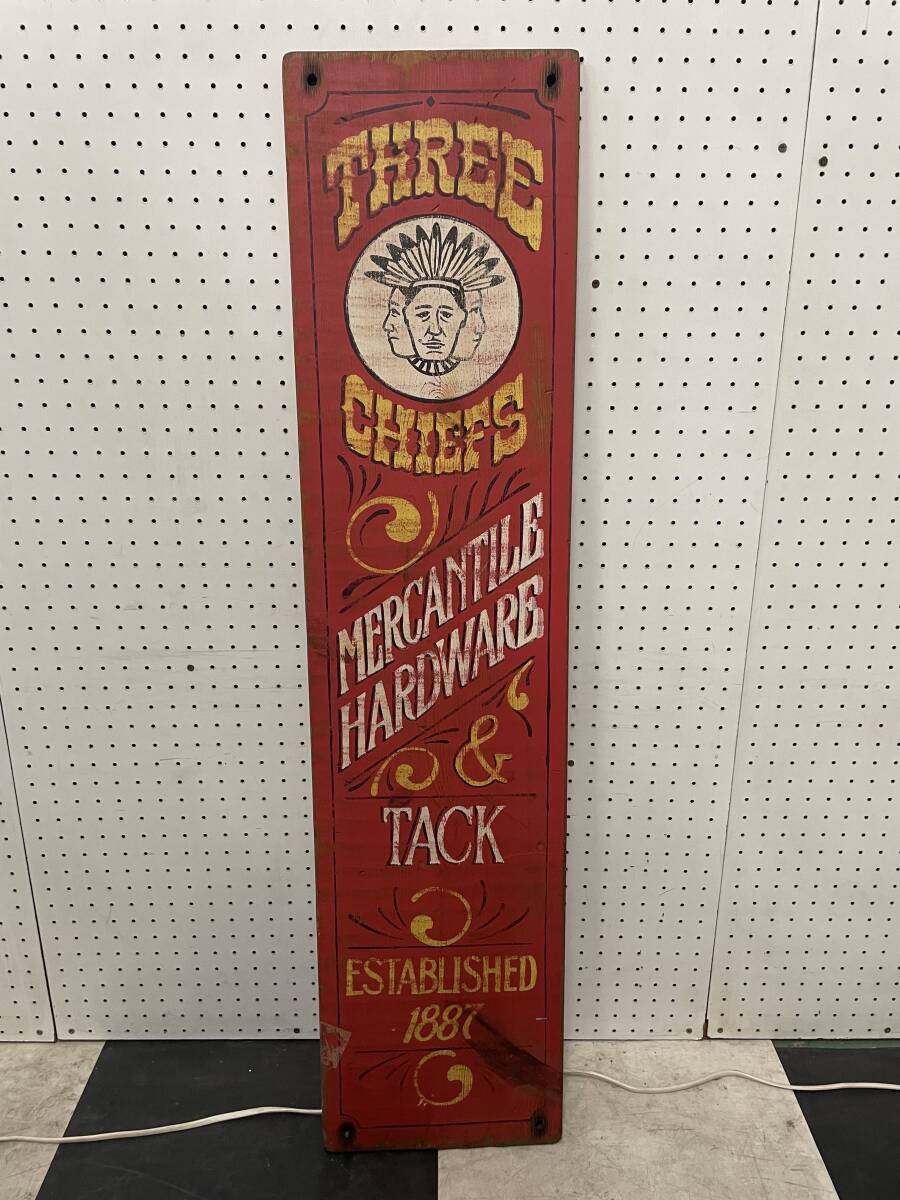 THREE
CHIEFS
MERCANTILE
HARDWARE
&
TACK
ESTABLISHED
1887